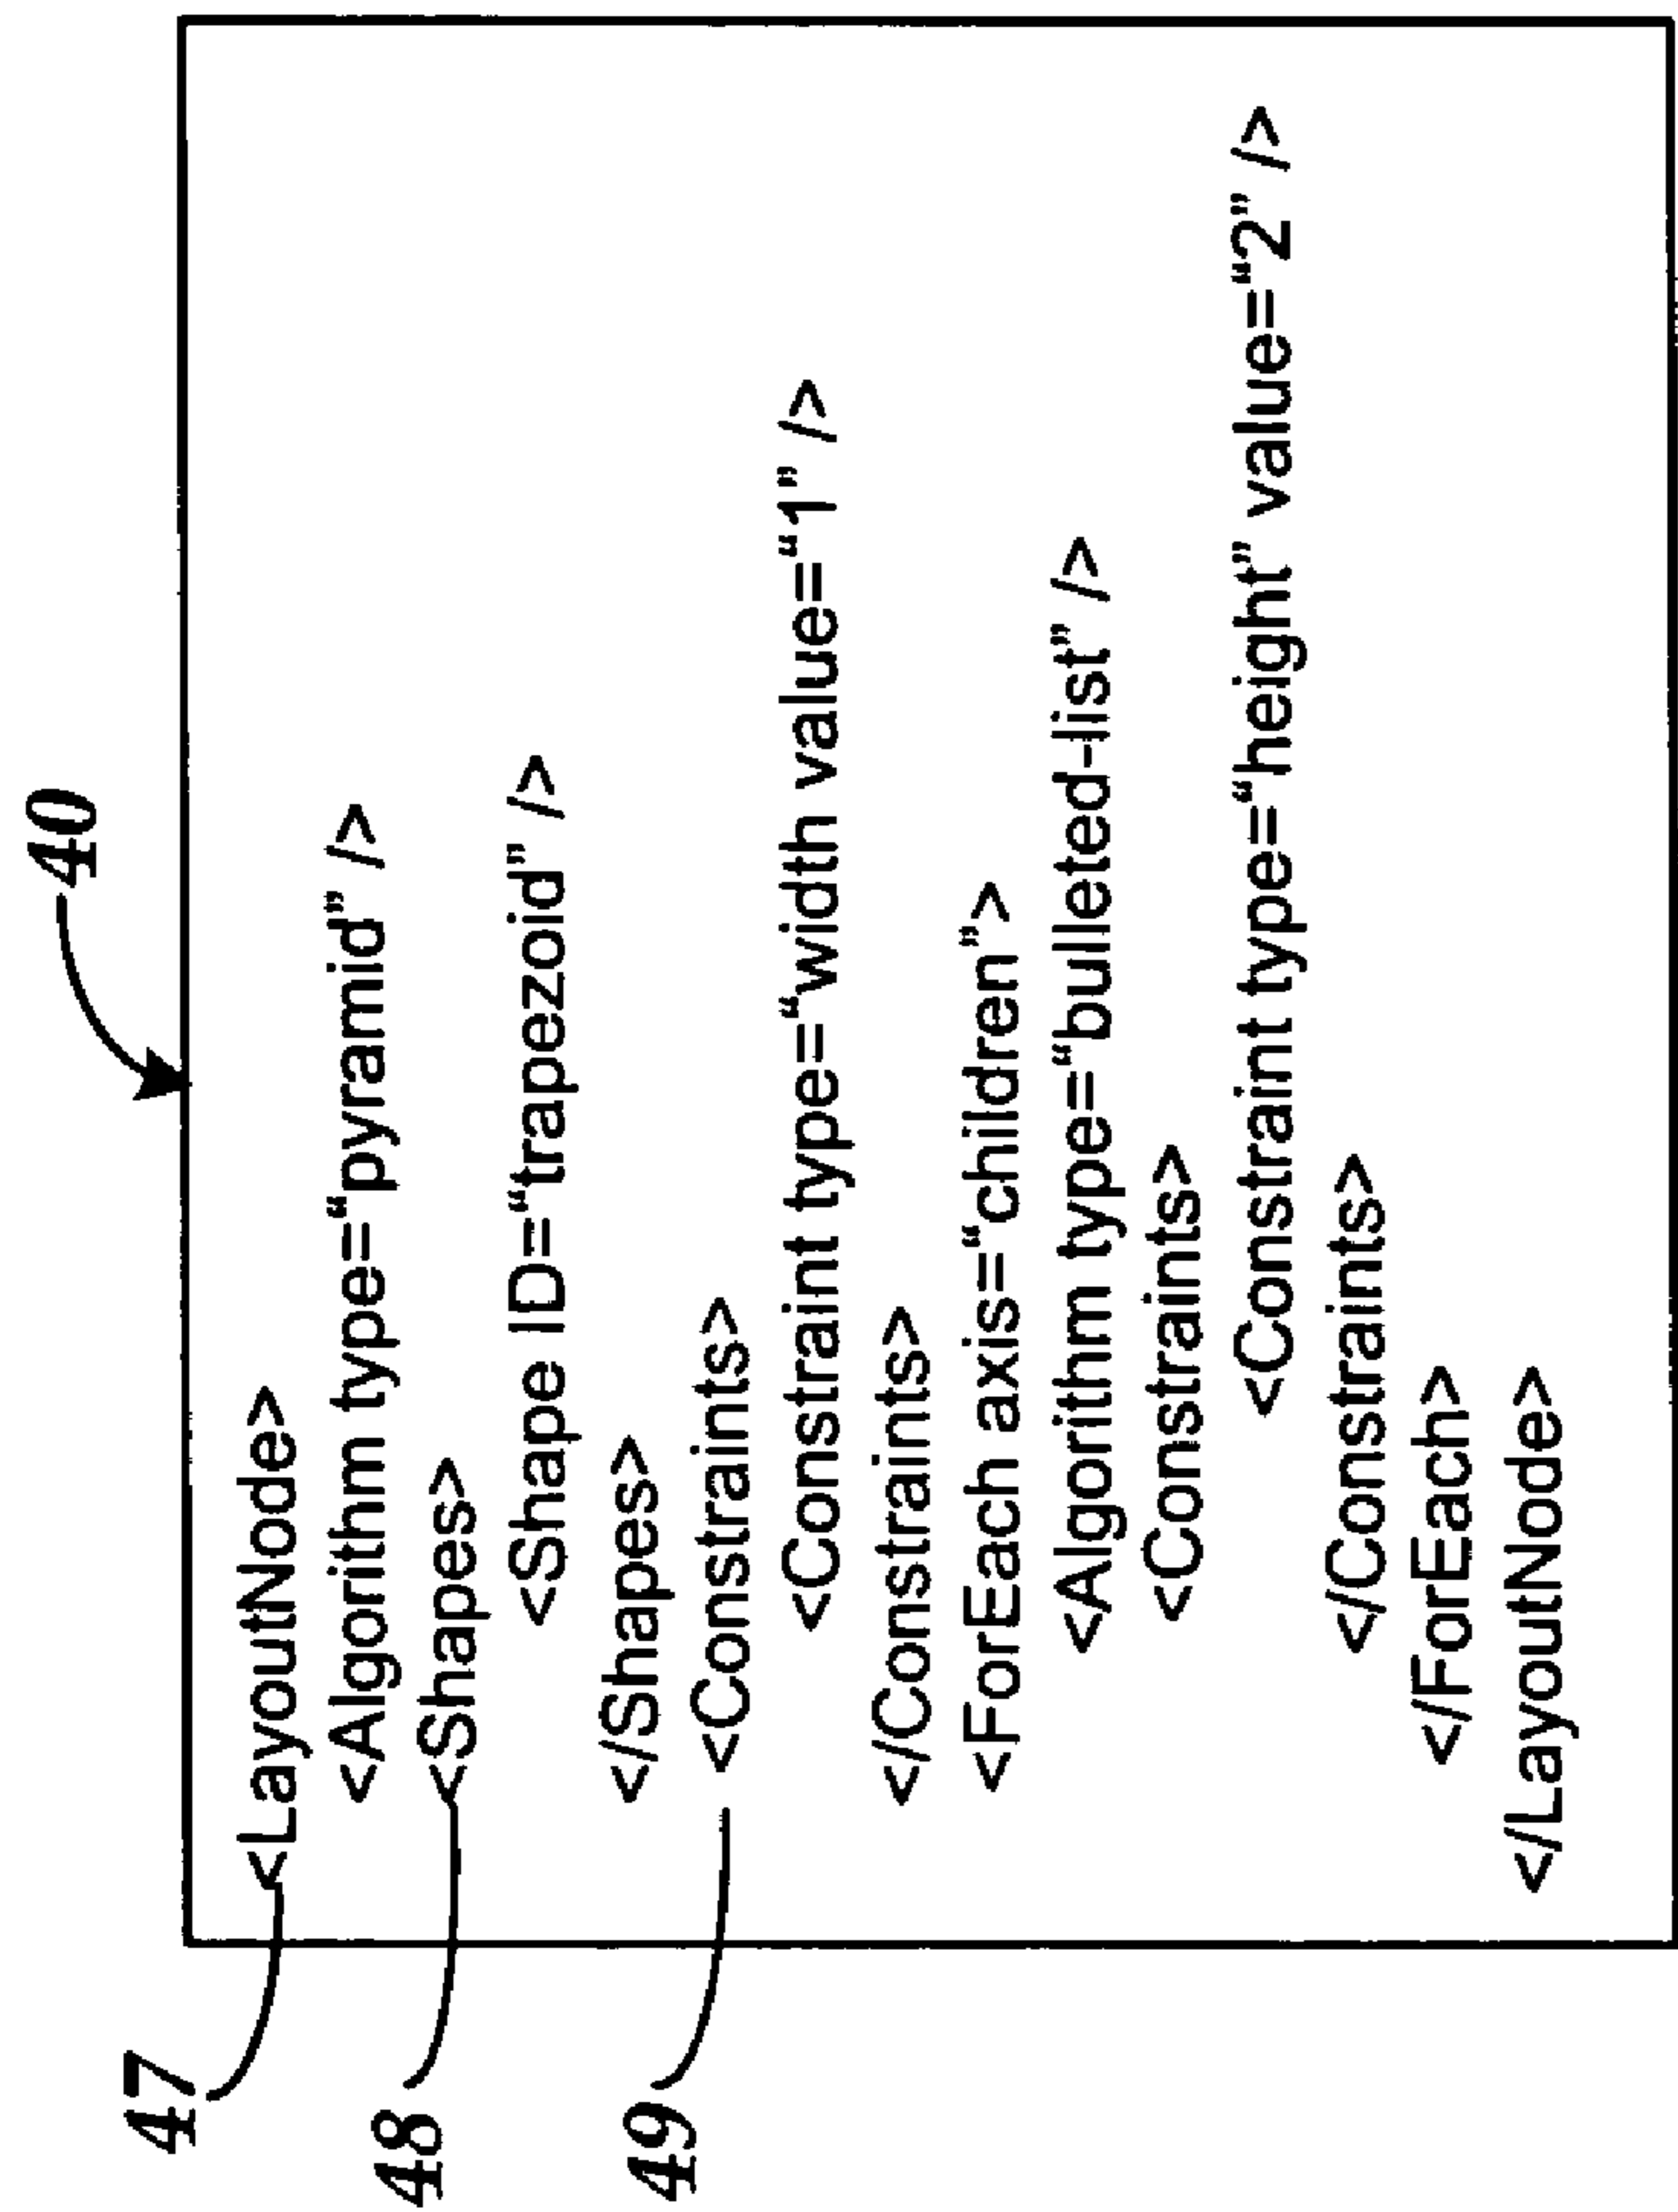 40
47
<LayoutNode>
<Algorithm type=“pyramid” />
48
<Shapes>
<Shape ID=“trapezoid” />
</Shapes>
49
<Constraints>
<Constraint type=“width value=“1” />
</Constraints>
<ForEach axis=“children”>
<Algorithm type=“bulleted-list” />
<Constraints>
<Constraint type=“height” value=“2” />
</Constraints>
</ForEach>
</LayoutNode>